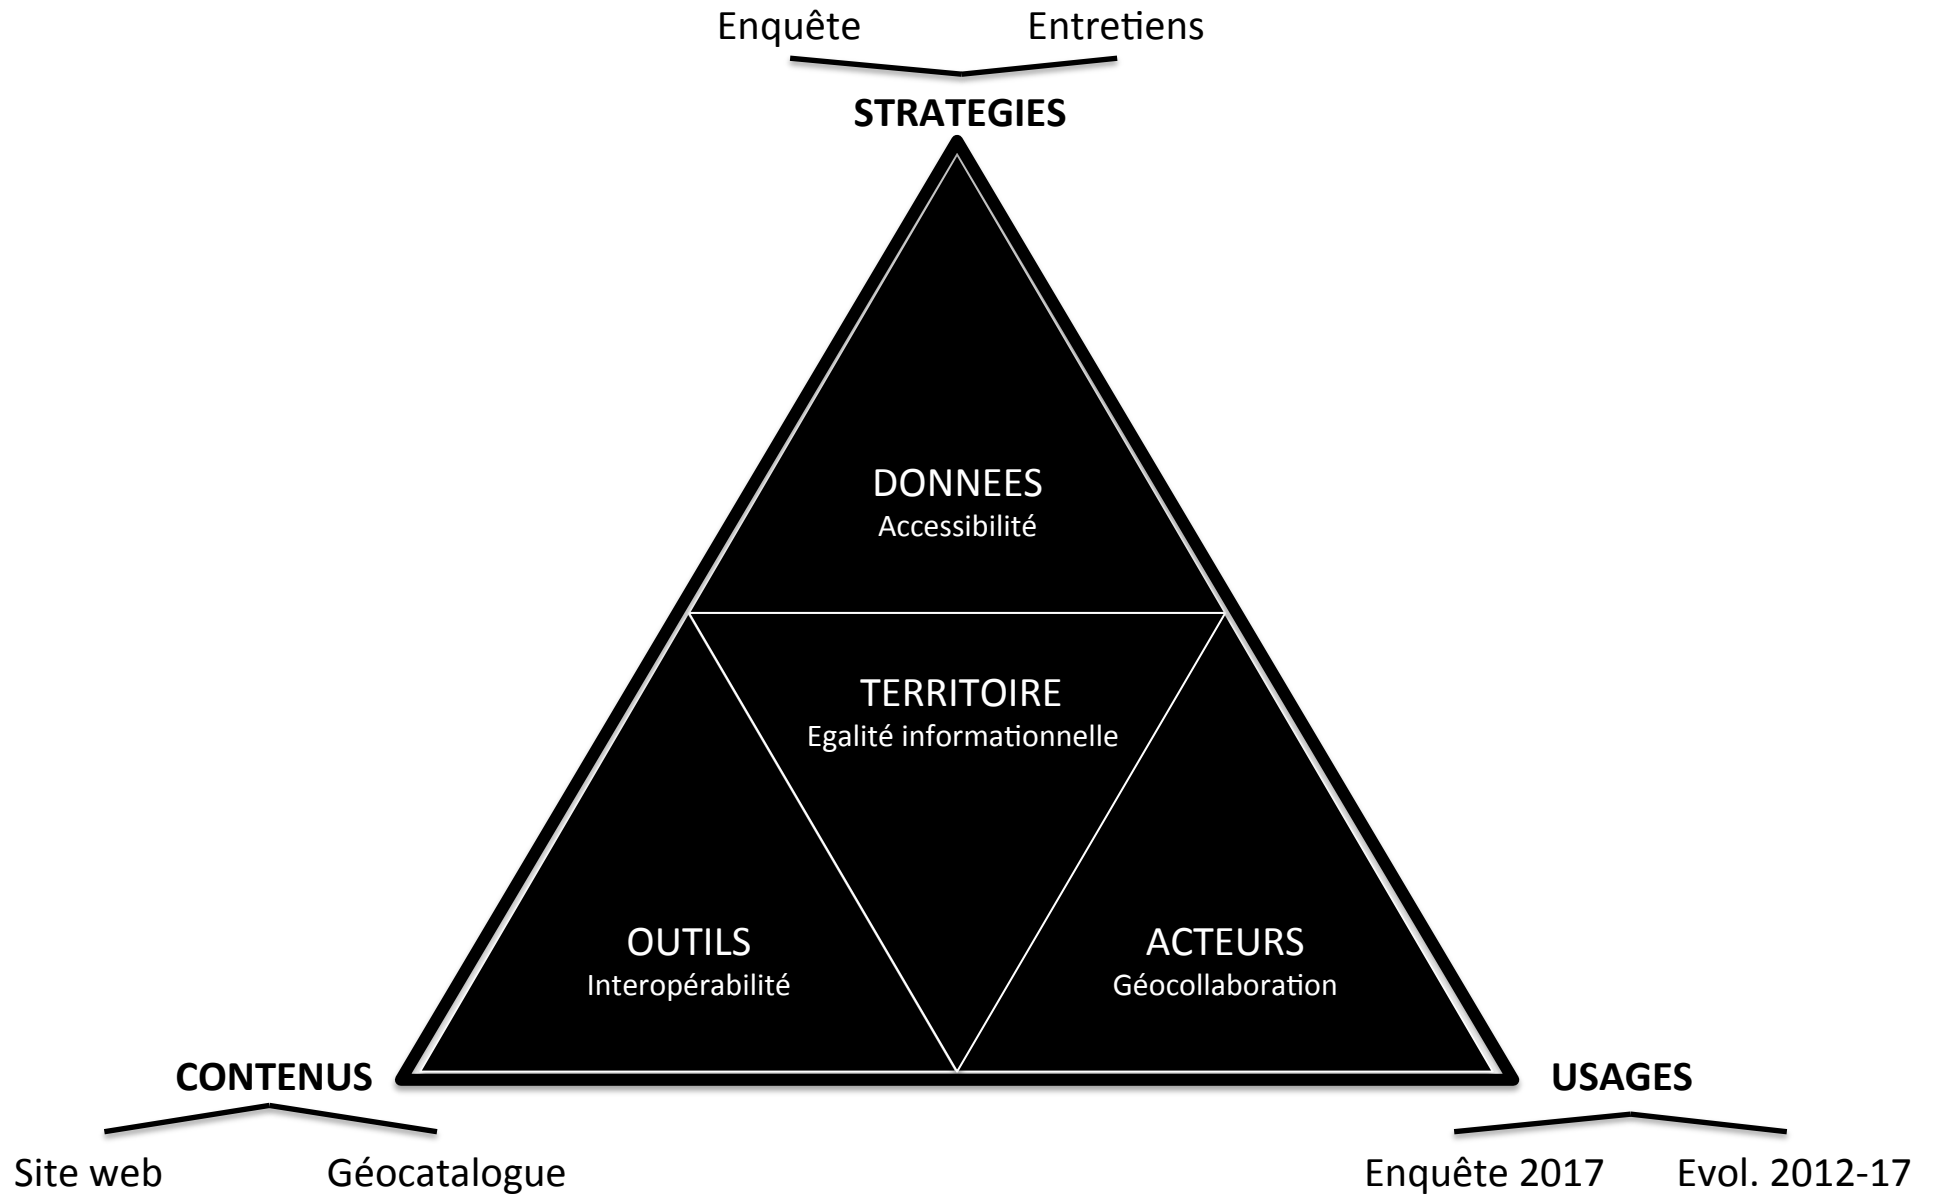 Enquête Entretiens
STRATEGIES
DONNEES
Accessibilité
TERRITOIRE
Egalité informationnelle
OUTILS
Interopérabilité
ACTEURS
Géocollaboration
CONTENUS
USAGES
Site web Géocatalogue
Enquête 2017 Evol. 2012-17